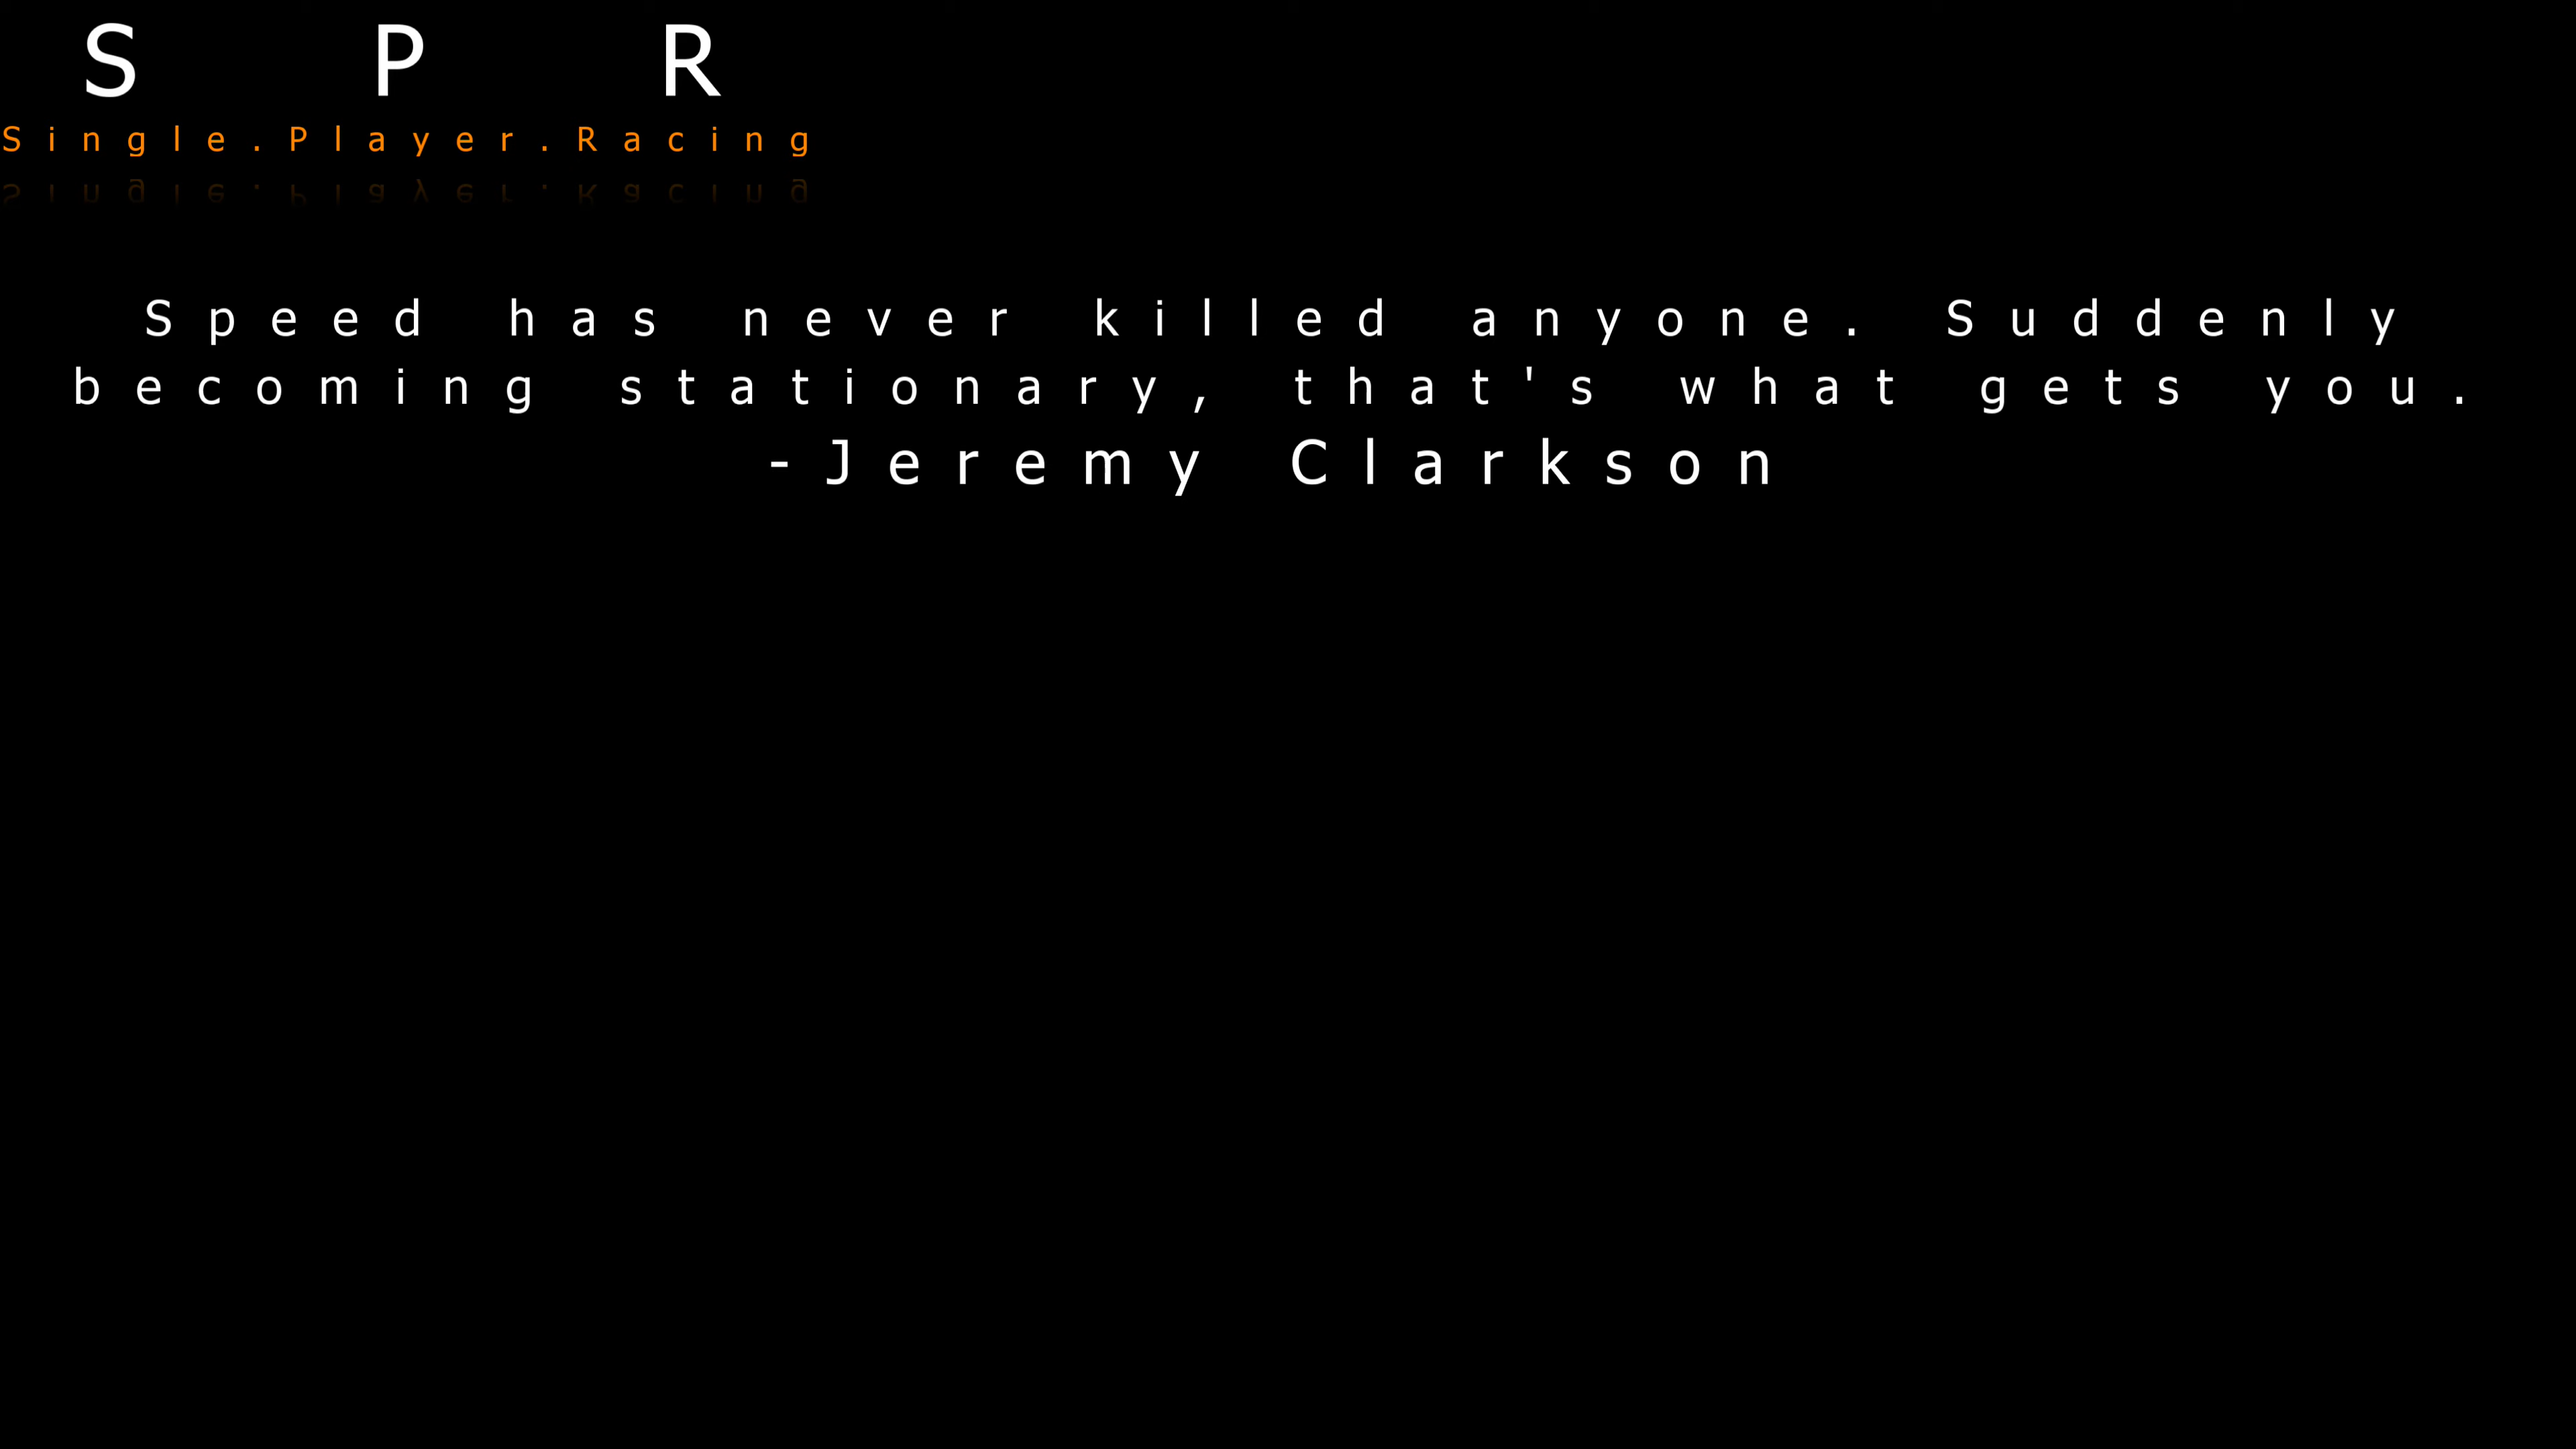 S P R
Single.Player.Racing
Speed has never killed anyone. Suddenly
becoming stationary, that's what gets you.
-Jeremy Clarkson